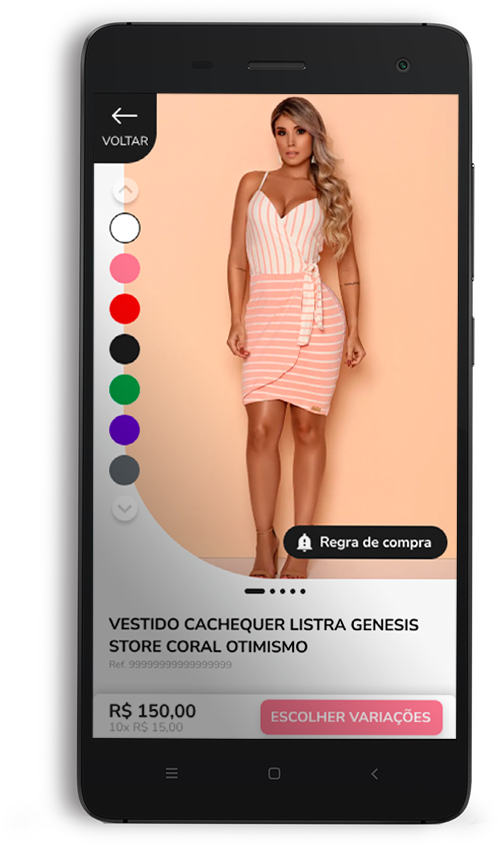 VOLTAR
Regra de compra
VESTIDO CACHEQUER LISTRA GENESIS
STORE CORAL OTIMISMO
Ref. 99999999999999999
R$ 150,00
10x R$ 15,00
ESCOLHER VARIAÇÕES